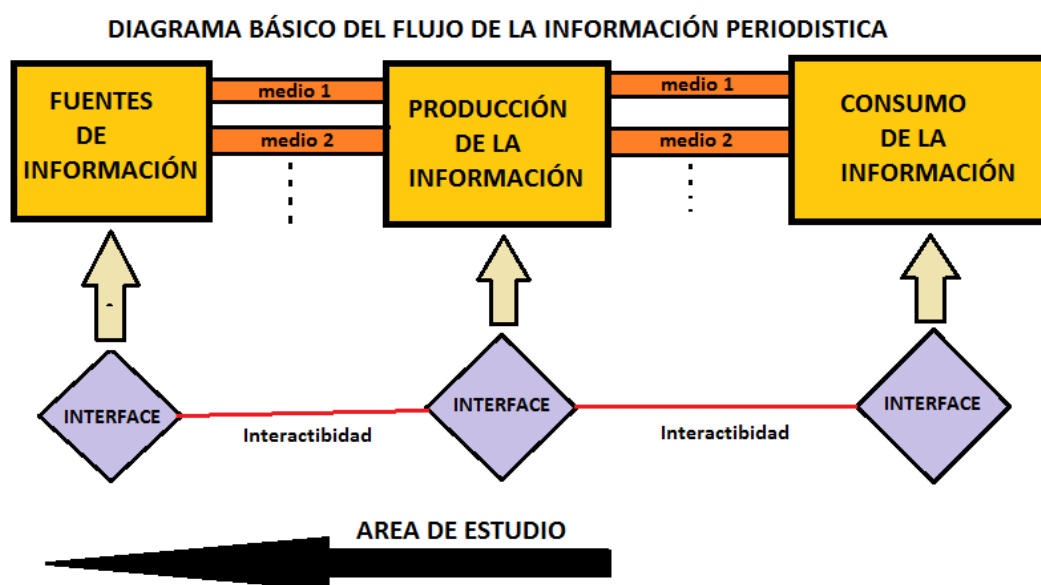 DIAGRAMA BÁSICO DEL FLUJO DE LA INFORMACIÓN PERIODISTICA
FUENTES
DE
INFORMACIÓN
medio 1
medio 2
PRODUCCIÓN
DE LA
INFORMACIÓN
medio 1
medio 2
CONSUMO
DE LA
INFORMACIÓN
INTERFACE
Interactibidad
INTERFACE
Interactibidad
INTERFACE
AREA DE ESTUDIO